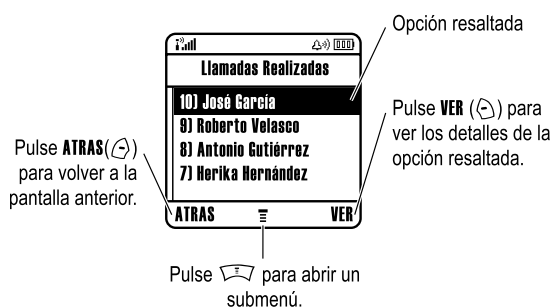 Opción resaltada
Llamadas Realizadas
10) José García
9) Roberto Velasco
8) Antonio Gutiérrez
7) Herika Hernández
ATRAS
VER
Pulse ATRAS( )
para volver a la
pantalla anterior.
Pulse VER ( ) para
ver los detalles de la
opción resaltada.
Pulse para abrir un
submenú.